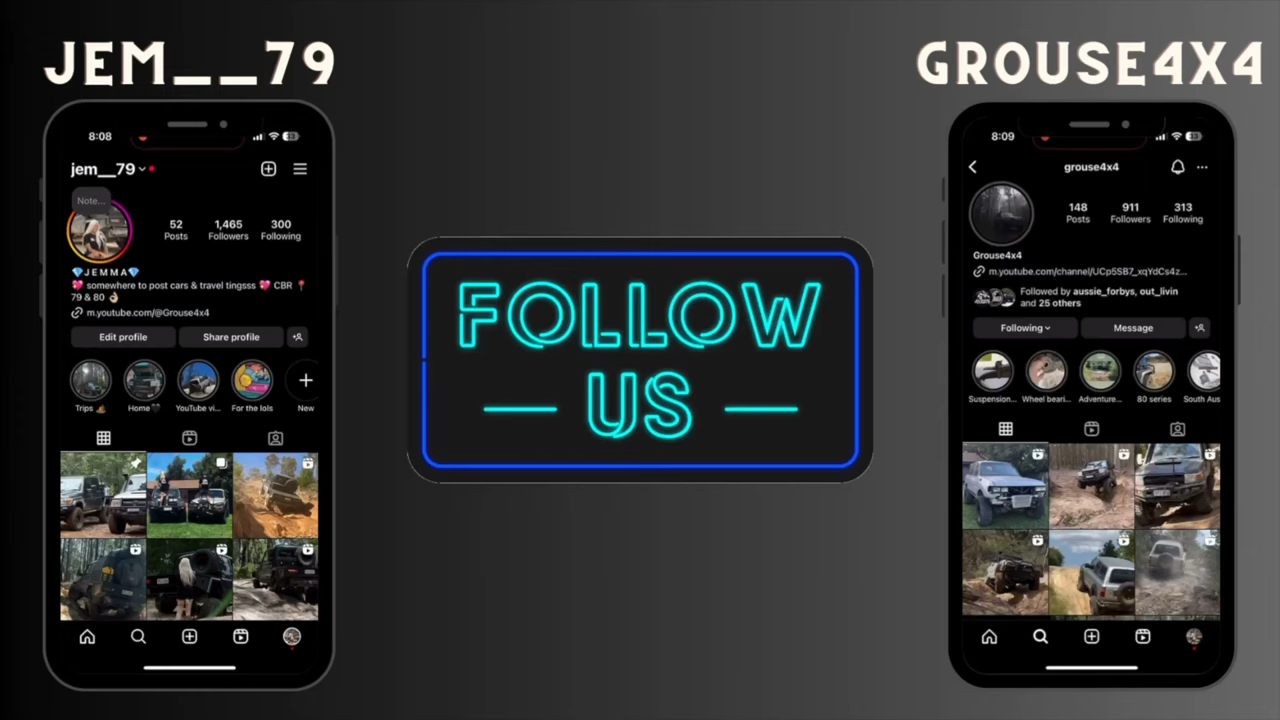 JEM__79
8:08
jem__79
Note...
52
Posts
1,465
Followers
300
Following
💎JEMMA💎
💖 somewhere to post cars & travel tingsss 💖 CBR 📍
79 & 80 👌🏼
m.youtube.com/@Grouse4x4
Edit profile
Share profile
Trips 🏕️
Home🖤
YouTube vi...
For the lols
New
FOLLOW
US
GROUSE4X4
8:09
grouse4x4
148
Posts
911
Followers
313
Following
Grouse4x4
m.youtube.com/channel/UCp5SB7_xqYdCs4z...
Followed by aussie_forbys, out_livin
and 25 others
Following
Message
Suspension...
Wheel beari...
Adventure...
80 series
South Aus